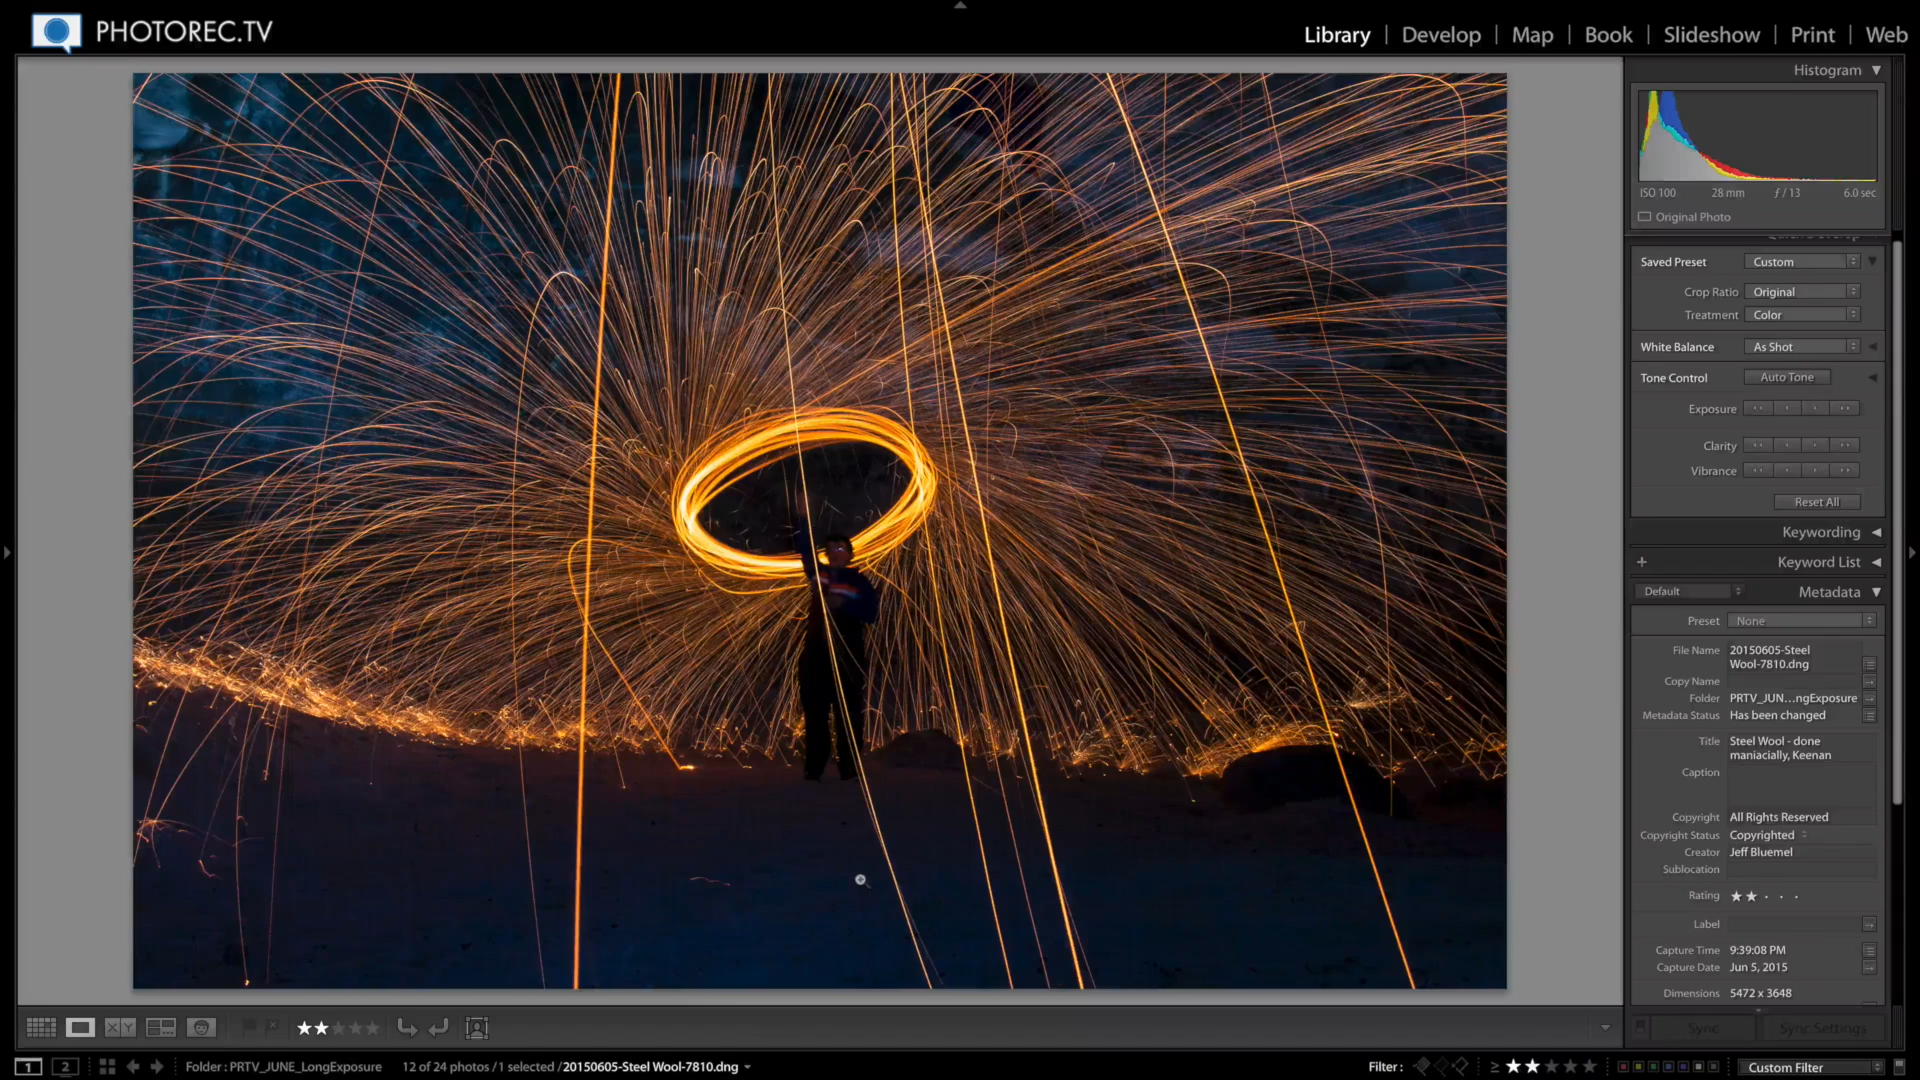 PHOTOREC.TV
Library | Develop | Map | Book | Slideshow | Print | Web
Histogram
ISO 100 28 mm f / 13 6.0 sec
Original Photo
Saved Preset Custom
Crop Ratio Original
Treatment Color
White Balance As Shot
Tone Control Auto Tone
Exposure
Clarity
Vibrance
Reset All
Keywording
+ Keyword List
Default Metadata
Preset None
File Name 20150605-Steel
Wool-7810.dng
Copy Name
Folder PRTV_JUN...ngExposure
Metadata Status Has been changed
Title Steel Wool - done
maniacially, Keenan
Caption
Copyright All Rights Reserved
Copyright Status Copyrighted
Creator Jeff Bluemel
Sublocation
Rating ★★
Label
Capture Time 9:39:08 PM
Capture Date Jun 5, 2015
Dimensions 5472 x 3648
XY
Sync Sync Settings
1 2 Folder : PRTV_JUNE_LongExposure 12 of 24 photos / 1 selected / 20150605-Steel Wool-7810.dng Filter : ≥ ★★ Custom Filter